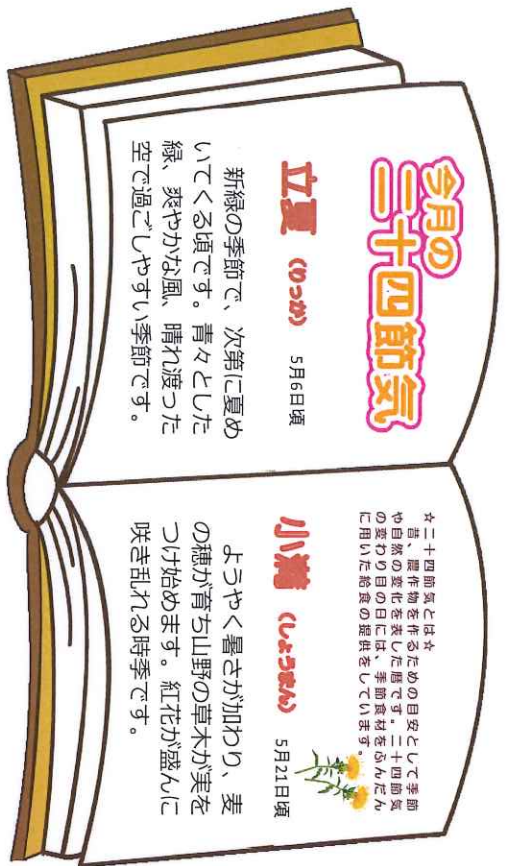 今月の
二十四節気
立夏 (りっか) 5月6日頃
新緑の季節で、次第に夏め
いてくる頃です。青々とした
緑、爽やかな風、晴れ渡った
空で過ごしやすい季節です。
☆二十四節気とは☆
昔、農作物を作るための目安として季節
や自然の変化を表した暦です。二十四節気
の変わり目の日には、季節食材をふんだん
に用いた給食の提供をしています。
小満 (しょうまん) 5月21日頃
ようやく暑さが加わり、麦
の穂が育ち山野の草木が実を
つけ始めます。紅花が盛んに
咲き乱れる時季です。